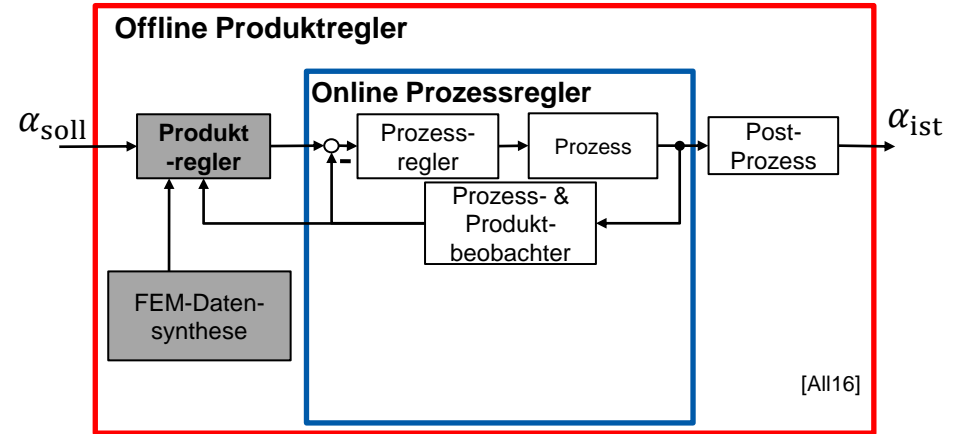 Offline Produktregler
Online Prozessregler
α_soll
Produkt
-regler
-
Prozess-
regler
Prozess
Post-
Prozess
α_ist
Prozess- &
Produkt-
beobachter
FEM-Daten-
synthese
[All16]